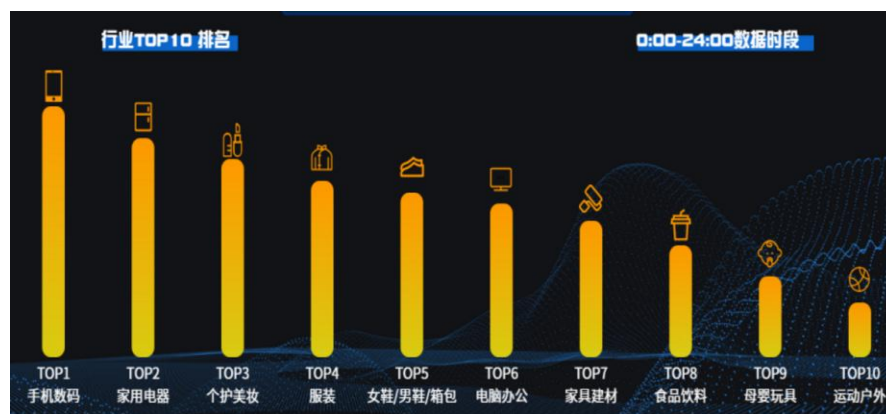 行业TOP10 排名
0:00-24:00数据时段
TOP1 TOP2 TOP3 TOP4 TOP5 TOP6 TOP7 TOP8 TOP9 TOP10
手机数码 家用电器 个护美妆 服装 女鞋/男鞋/箱包 电脑办公 家具建材 食品饮料 母婴玩具 运动户外